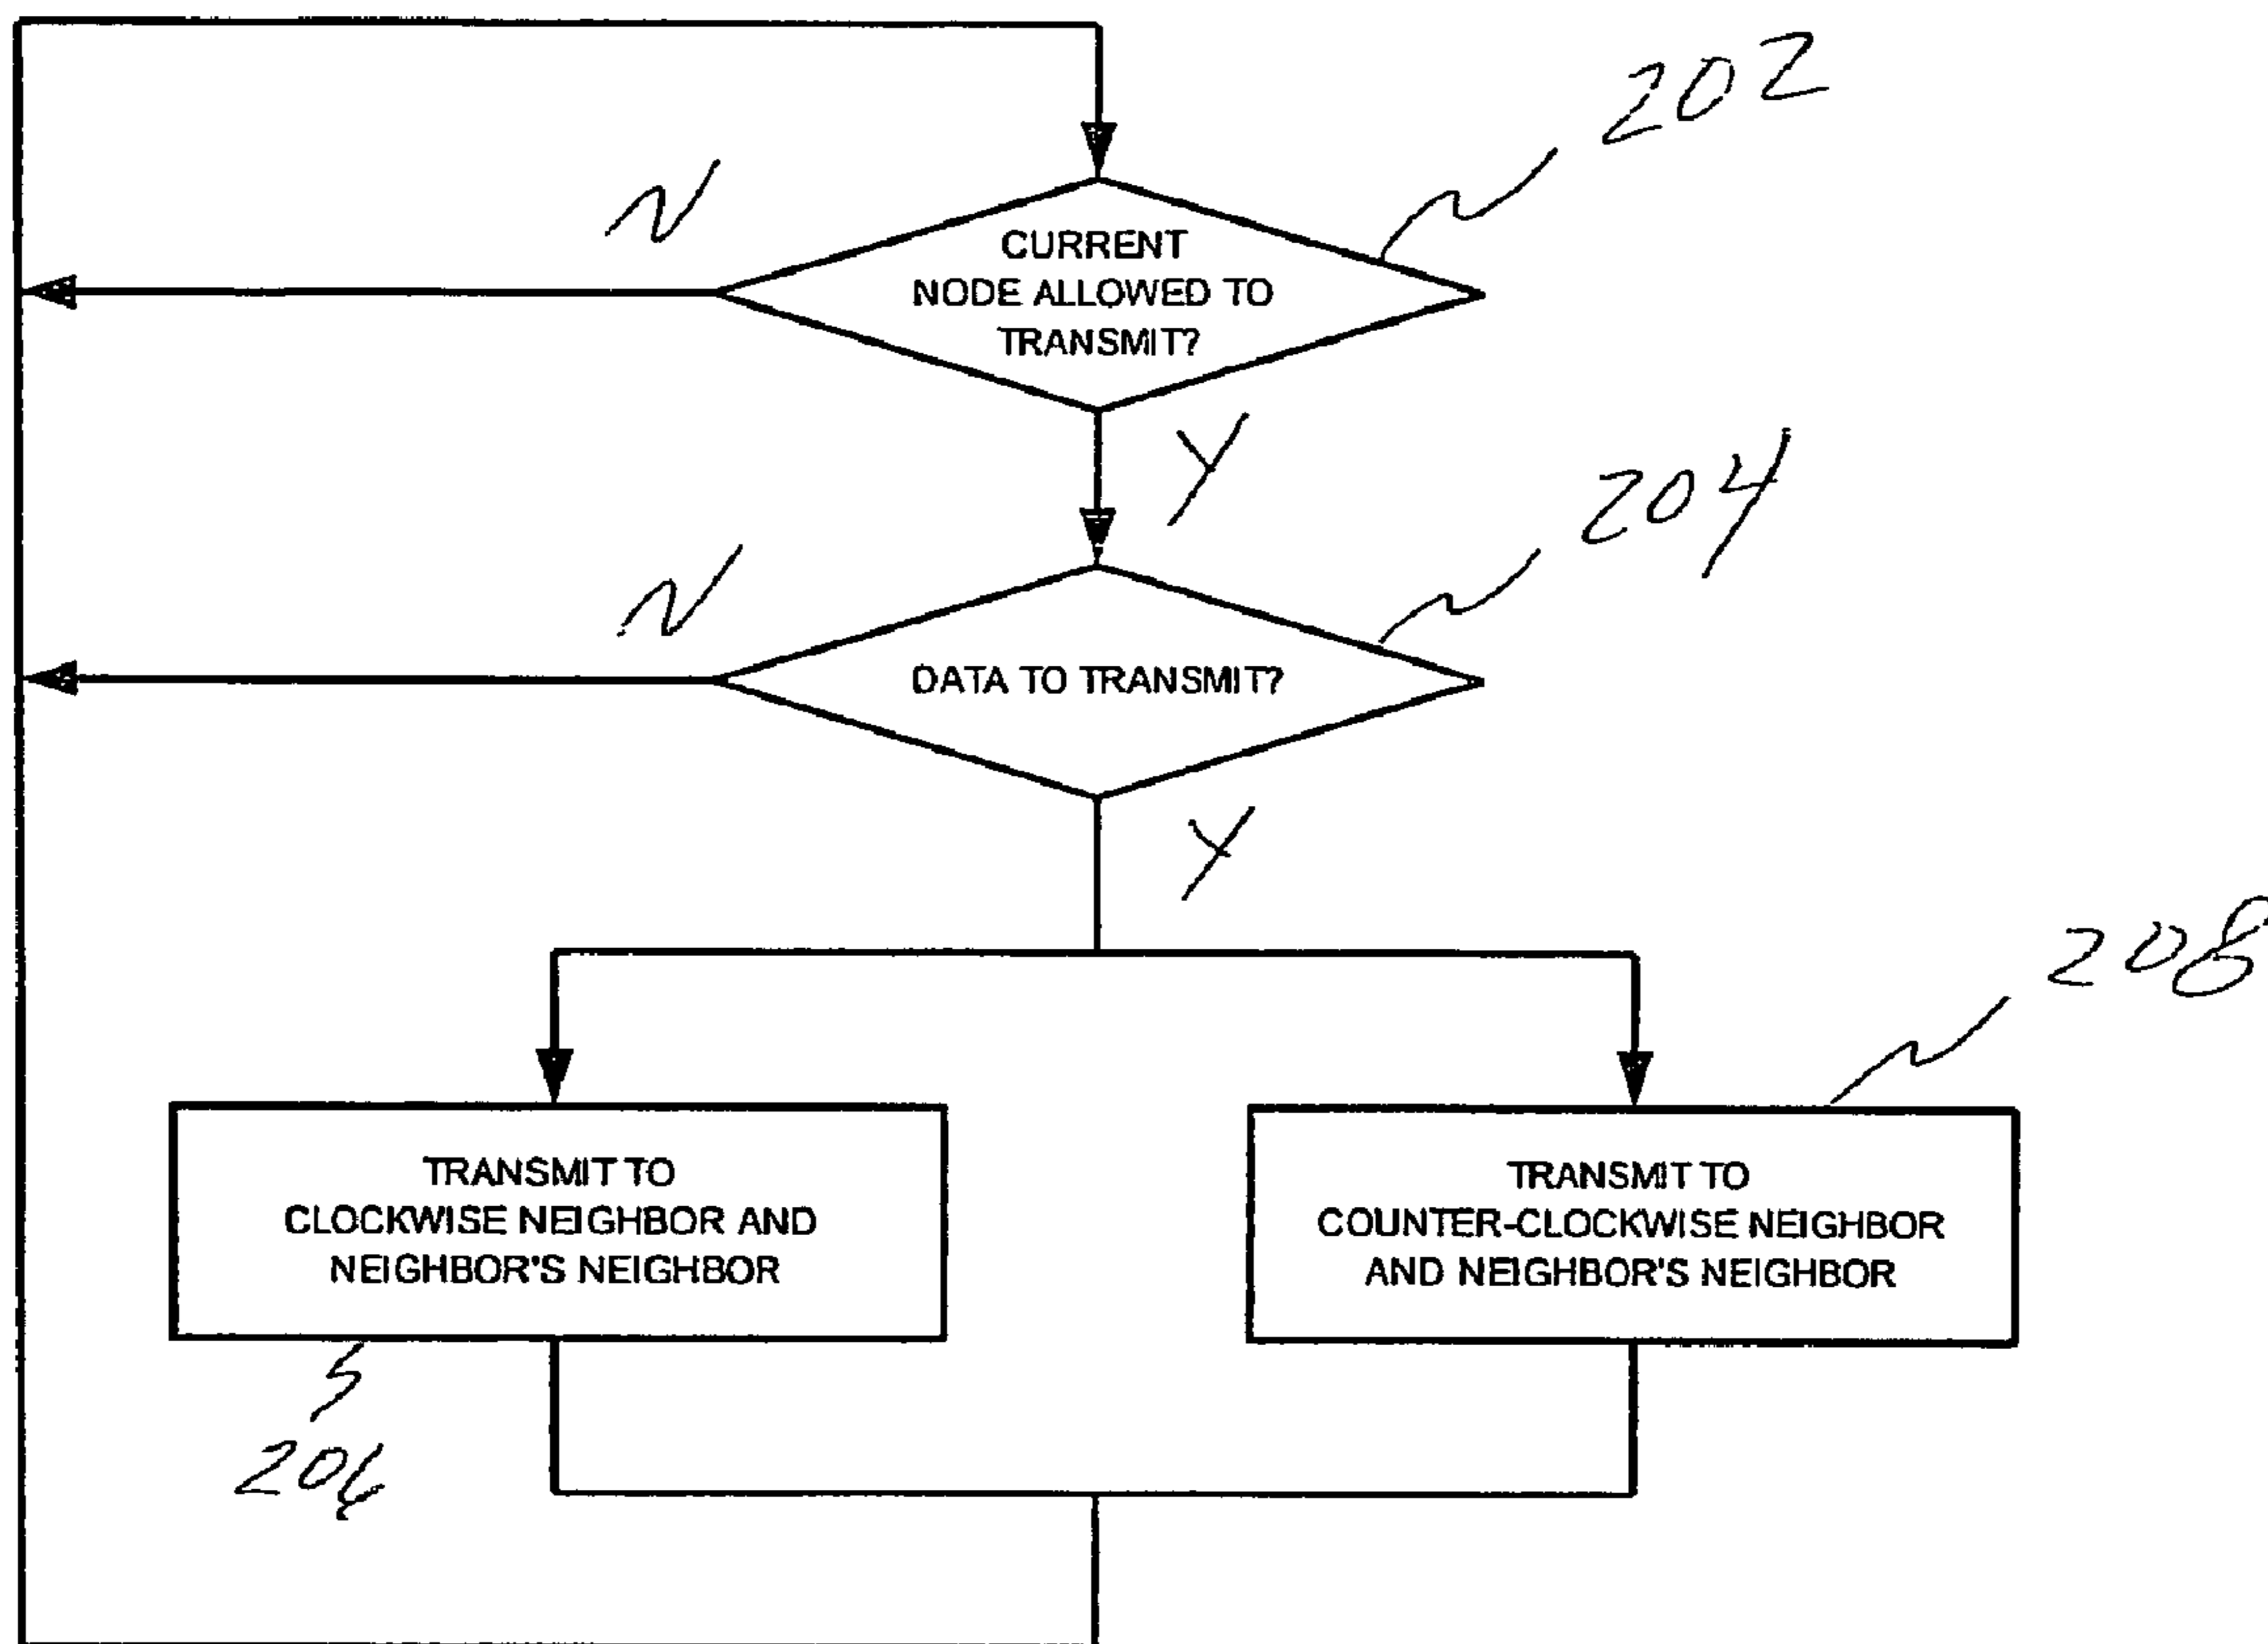 202
N
CURRENT
NODE ALLOWED TO
TRANSMIT?
Y
204
N
DATA TO TRANSMIT?
Y
208
TRANSMIT TO
CLOCKWISE NEIGHBOR AND
NEIGHBOR'S NEIGHBOR
TRANSMIT TO
COUNTER-CLOCKWISE NEIGHBOR
AND NEIGHBOR'S NEIGHBOR
206